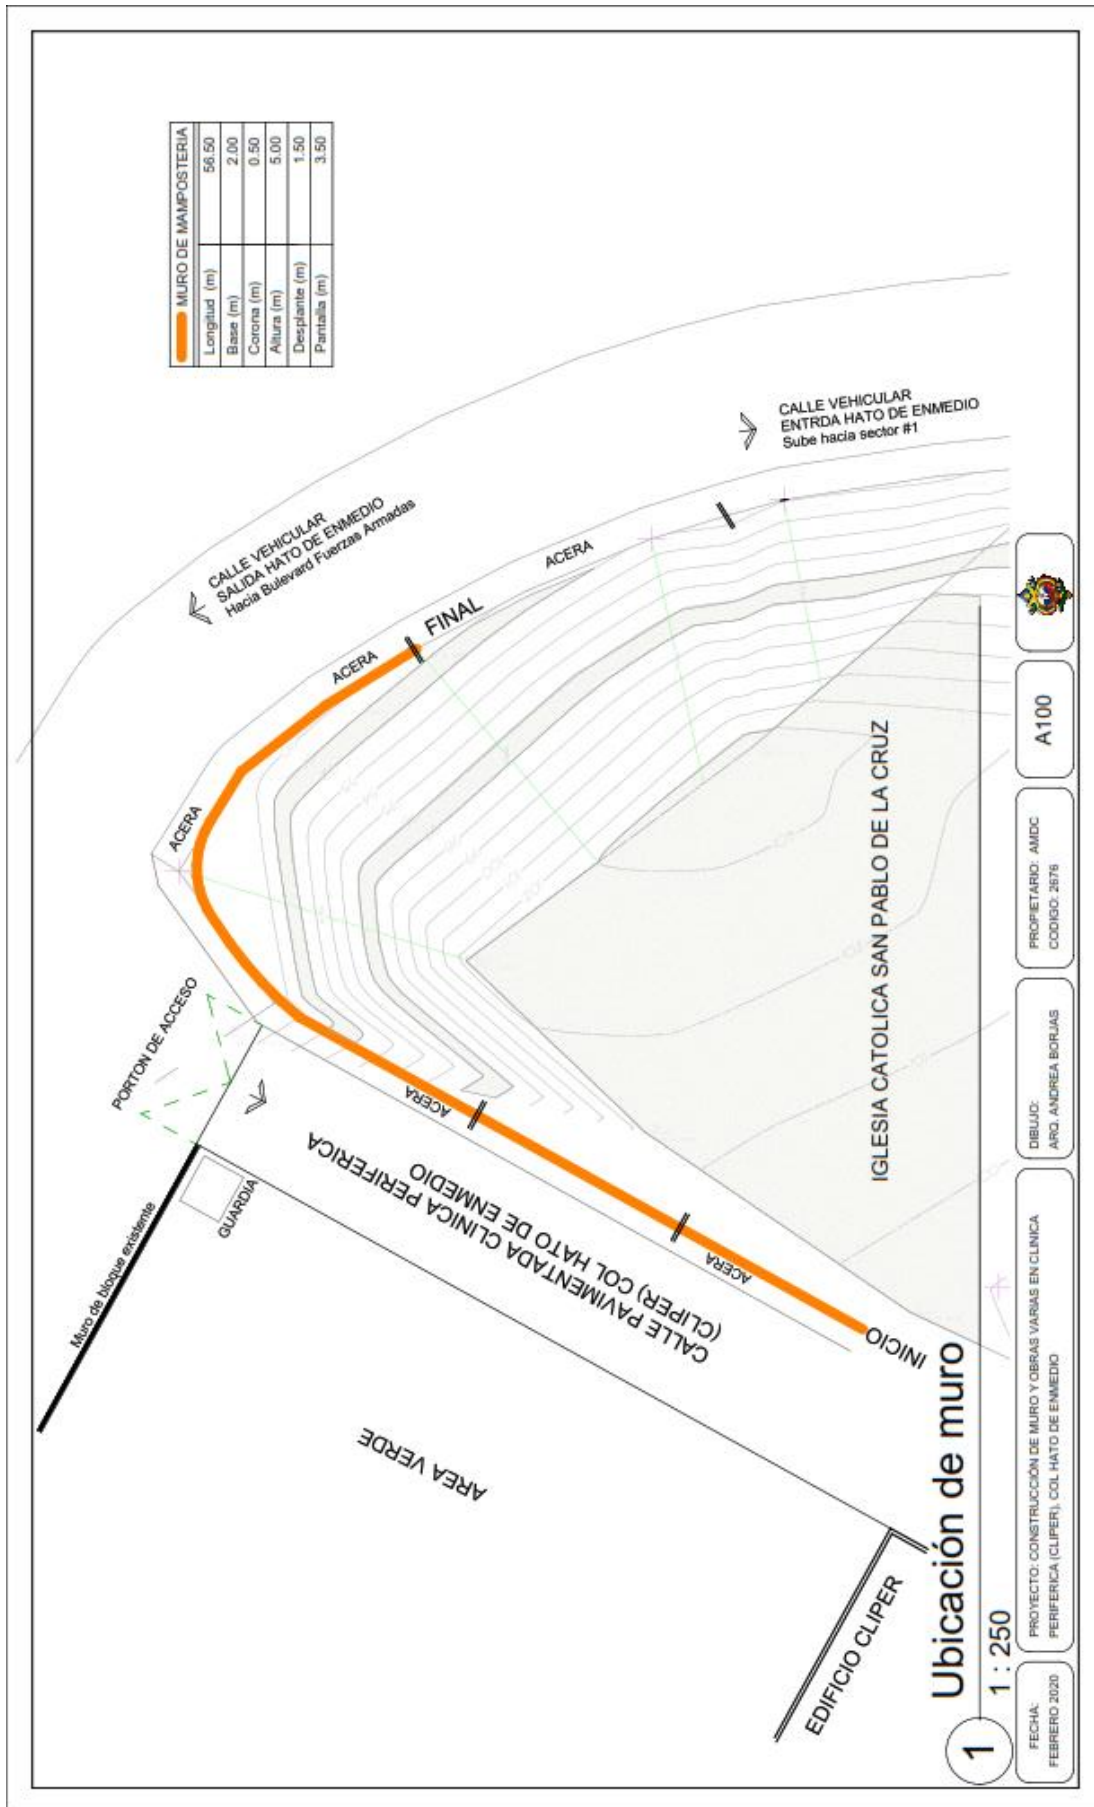 MURO DE MAMPOSTERIA
Longitud (m) 56.50
Base (m) 2.00
Corona (m) 0.50
Altura (m) 5.00
Desplante (m) 1.50
Pantalla (m) 3.50
CALLE VEHICULAR
SALIDA HATO DE ENMEDIO
Hacia Bulevard Fuerzas Armadas
CALLE VEHICULAR
ENTRDA HATO DE ENMEDIO
Sube hacia sector #1
ACERA
FINAL
ACERA
ACERA
PORTON DE ACCESO
Muro de bloque existente
GUARDIA
ACERA
CALLE PAVIMENTADA CLINICA PERIFERICA
(CLIPER) COL HATO DE ENMEDIO
ACERA
INICIO
AREA VERDE
EDIFICIO CLIPER
IGLESIA CATOLICA SAN PABLO DE LA CRUZ
1
Ubicación de muro
1 : 250
FECHA:
FEBRERO 2020
PROYECTO: CONSTRUCCIÓN DE MURO Y OBRAS VARIAS EN CLINICA
PERIFERICA (CLIPER), COL HATO DE ENMEDIO
DIBUJO:
ARQ. ANDREA BORJAS
PROPIETARIO: AMDC
CODIGO: 2676
A100